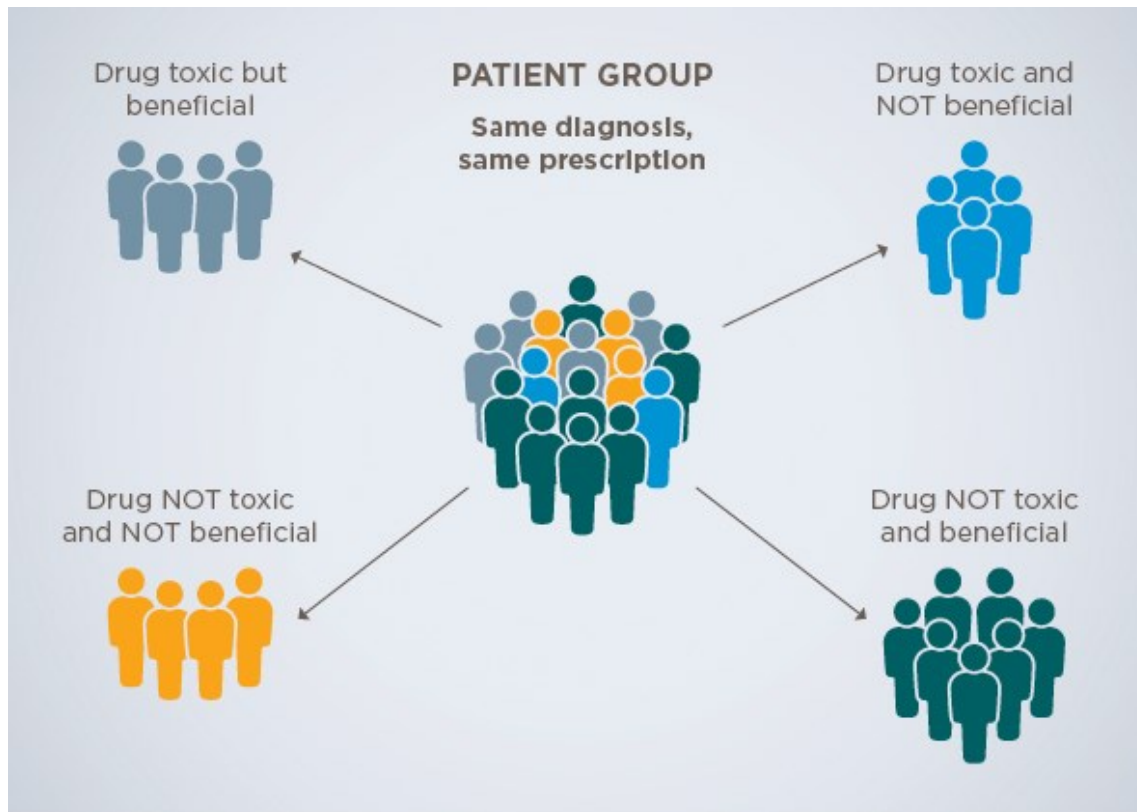 Drug toxic but
beneficial
PATIENT GROUP
Same diagnosis,
same prescription
Drug toxic and
NOT beneficial
Drug NOT toxic
and NOT beneficial
Drug NOT toxic
and beneficial